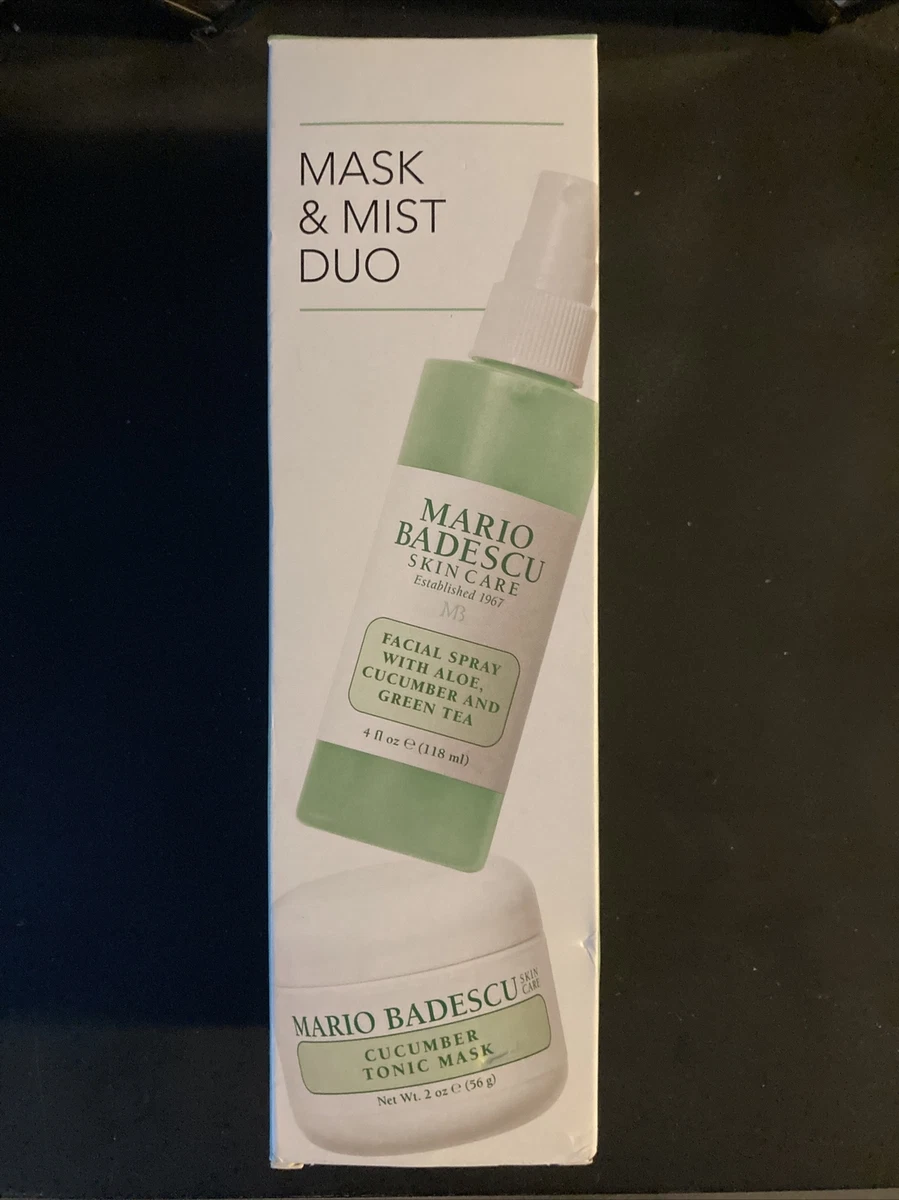 MASK
& MIST
DUO
MARIO
BADESCU
SKIN CARE
Established 1967
MB
FACIAL SPRAY
WITH ALOE,
CUCUMBER AND
GREEN TEA
4 fl oz ℮ (118 ml)
MARIO BADESCU SKIN
CARE
CUCUMBER
TONIC MASK
Net Wt. 2 oz ℮ (56 g)